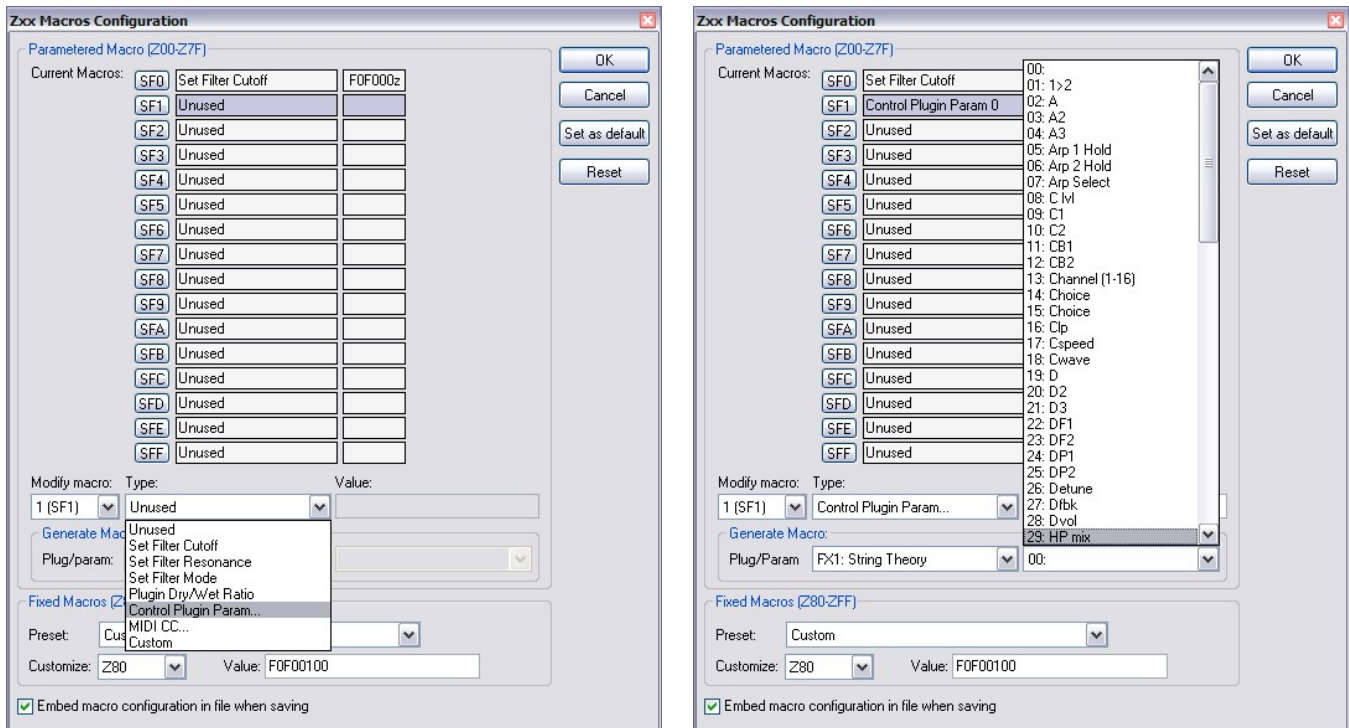 Zxx Macros Configuration
Parametered Macro (Z00-Z7F)
Current Macros:
SF0 Set Filter Cutoff F0F000z
SF1 Unused
SF2 Unused
SF3 Unused
SF4 Unused
SF5 Unused
SF6 Unused
SF7 Unused
SF8 Unused
SF9 Unused
SFA Unused
SFB Unused
SFC Unused
SFD Unused
SFE Unused
SFF Unused
OK
Cancel
Set as default
Reset
Modify macro: Type: Value:
1 (SF1) Unused
Unused
Set Filter Cutoff
Set Filter Resonance
Set Filter Mode
Plugin Dry/Wet Ratio
Control Plugin Param...
MIDI CC...
Custom
Generate Mac
Plug/param:
Fixed Macros (Z
Preset: Cus
Customize: Z80 Value: F0F00100
Embed macro configuration in file when saving
Zxx Macros Configuration
Parametered Macro (Z00-Z7F)
Current Macros:
SF0 Set Filter Cutoff
SF1 Control Plugin Param 0
SF2 Unused
SF3 Unused
SF4 Unused
SF5 Unused
SF6 Unused
SF7 Unused
SF8 Unused
SF9 Unused
SFA Unused
SFB Unused
SFC Unused
SFD Unused
SFE Unused
SFF Unused
00:
01: 1>2
02: A
03: A2
04: A3
05: Arp 1 Hold
06: Arp 2 Hold
07: Arp Select
08: C lvl
09: C1
10: C2
11: CB1
12: CB2
13: Channel (1-16)
14: Choice
15: Choice
16: Clp
17: Cspeed
18: Cwave
19: D
20: D2
21: D3
22: DF1
23: DF2
24: DP1
25: DP2
26: Detune
27: Dfbk
28: Dvol
29: HP mix
OK
Cancel
Set as default
Reset
Modify macro: Type:
1 (SF1) Control Plugin Param...
Generate Macro:
Plug/Param FX1: String Theory 00:
Fixed Macros (Z80-ZFF)
Preset: Custom
Customize: Z80 Value: F0F00100
Embed macro configuration in file when saving